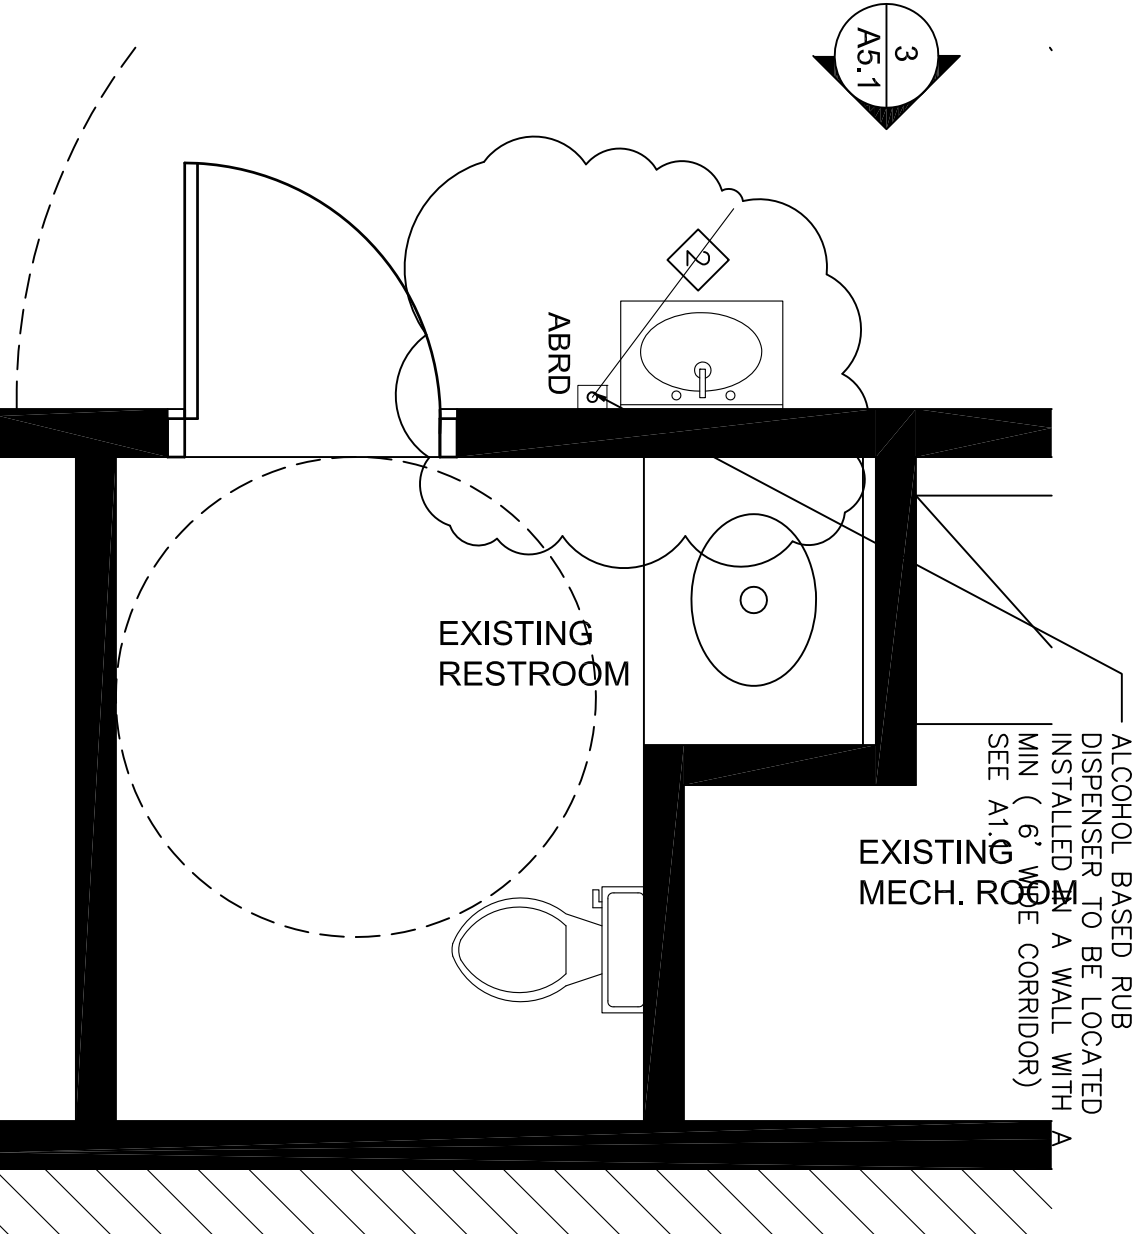 3
A5.1
2
ABRD
EXISTING
RESTROOM
EXISTING
MECH. ROOM
ALCOHOL BASED RUB
DISPENSER TO BE LOCATED
INSTALLED IN A WALL WITH A
MIN ( 6' WIDE CORRIDOR)
SEE